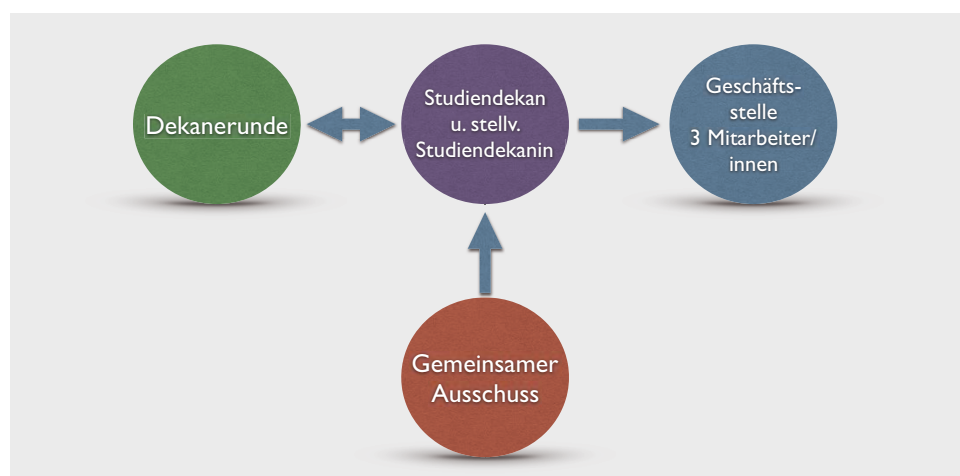 Dekanerunde
Studiendekan
u. stellv.
Studiendekanin
Geschäfts-
stelle
3 Mitarbeiter/
innen
Gemeinsamer
Ausschuss